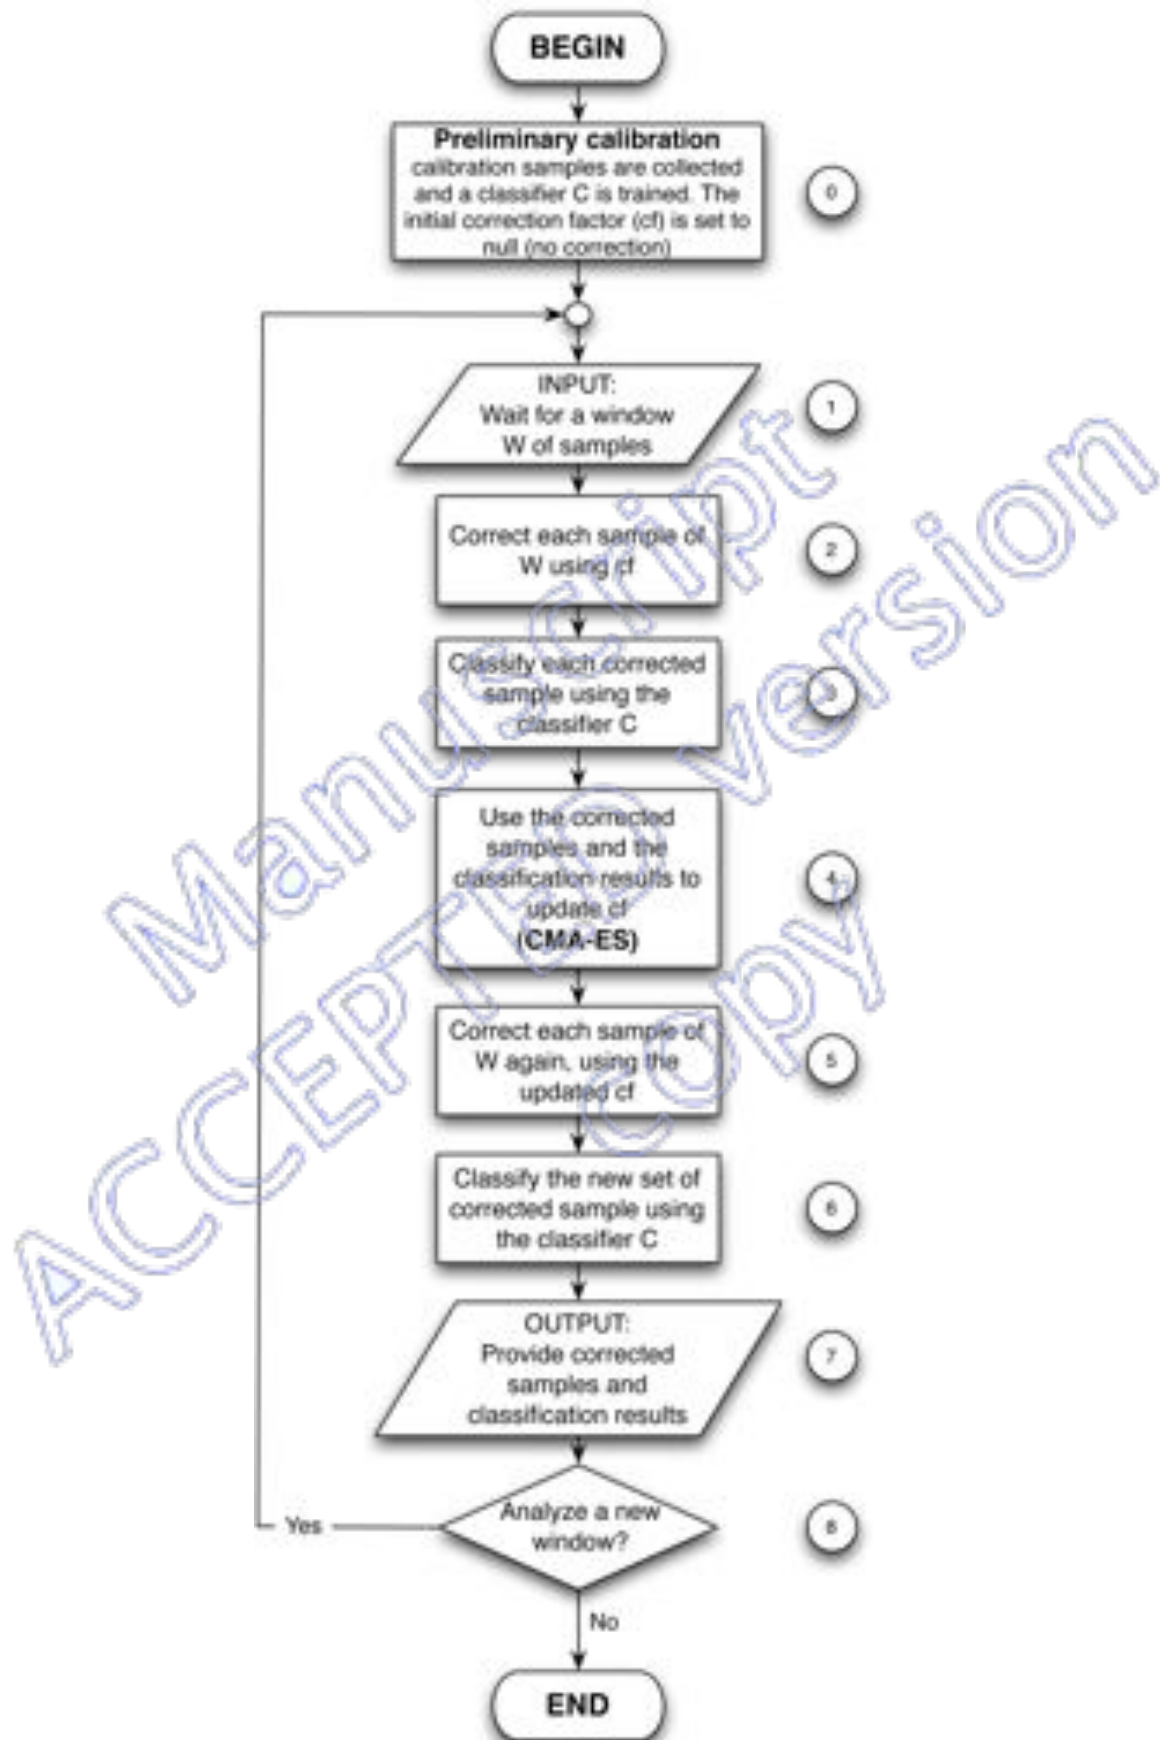 BEGIN
Preliminary calibration
calibration samples are collected
and a classifier C is trained. The
initial correction factor (cf) is set to
null (no correction)
0
INPUT:
Wait for a window
W of samples
1
Correct each sample of
W using cf
2
Classify each corrected
sample using the
classifier C
3
Use the corrected
samples and the
classification results to
update cf
(CMA-ES)
4
Correct each sample of
W again, using the
updated cf
5
Classify the new set of
corrected sample using
the classifier C
6
OUTPUT:
Provide corrected
samples and
classification results
7
Analyze a new
window?
8
Yes
No
END
Manuscript
ACCEPTED version
copy